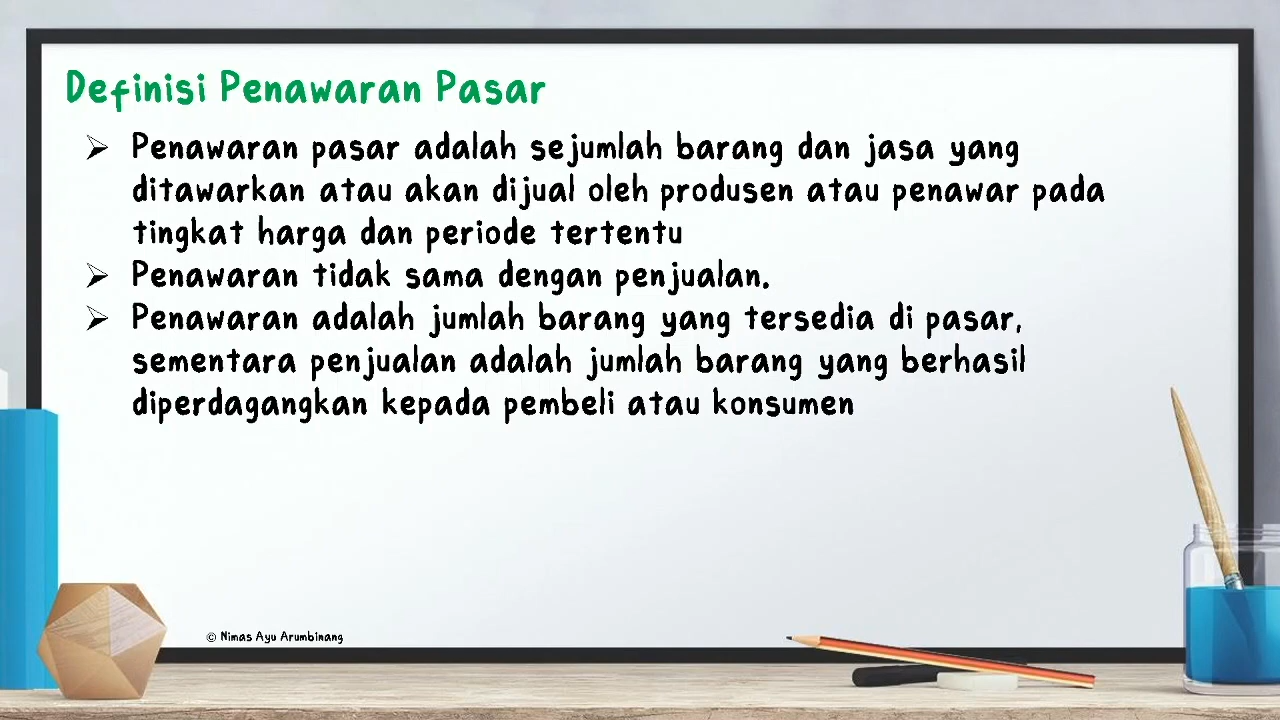 Definisi Penawaran Pasar
➢ Penawaran pasar adalah sejumlah barang dan jasa yang
ditawarkan atau akan dijual oleh produsen atau penawar pada
tingkat harga dan periode tertentu
➢ Penawaran tidak sama dengan penjualan.
➢ Penawaran adalah jumlah barang yang tersedia di pasar,
sementara penjualan adalah jumlah barang yang berhasil
diperdagangkan kepada pembeli atau konsumen
© Nimas Ayu Arumbinang